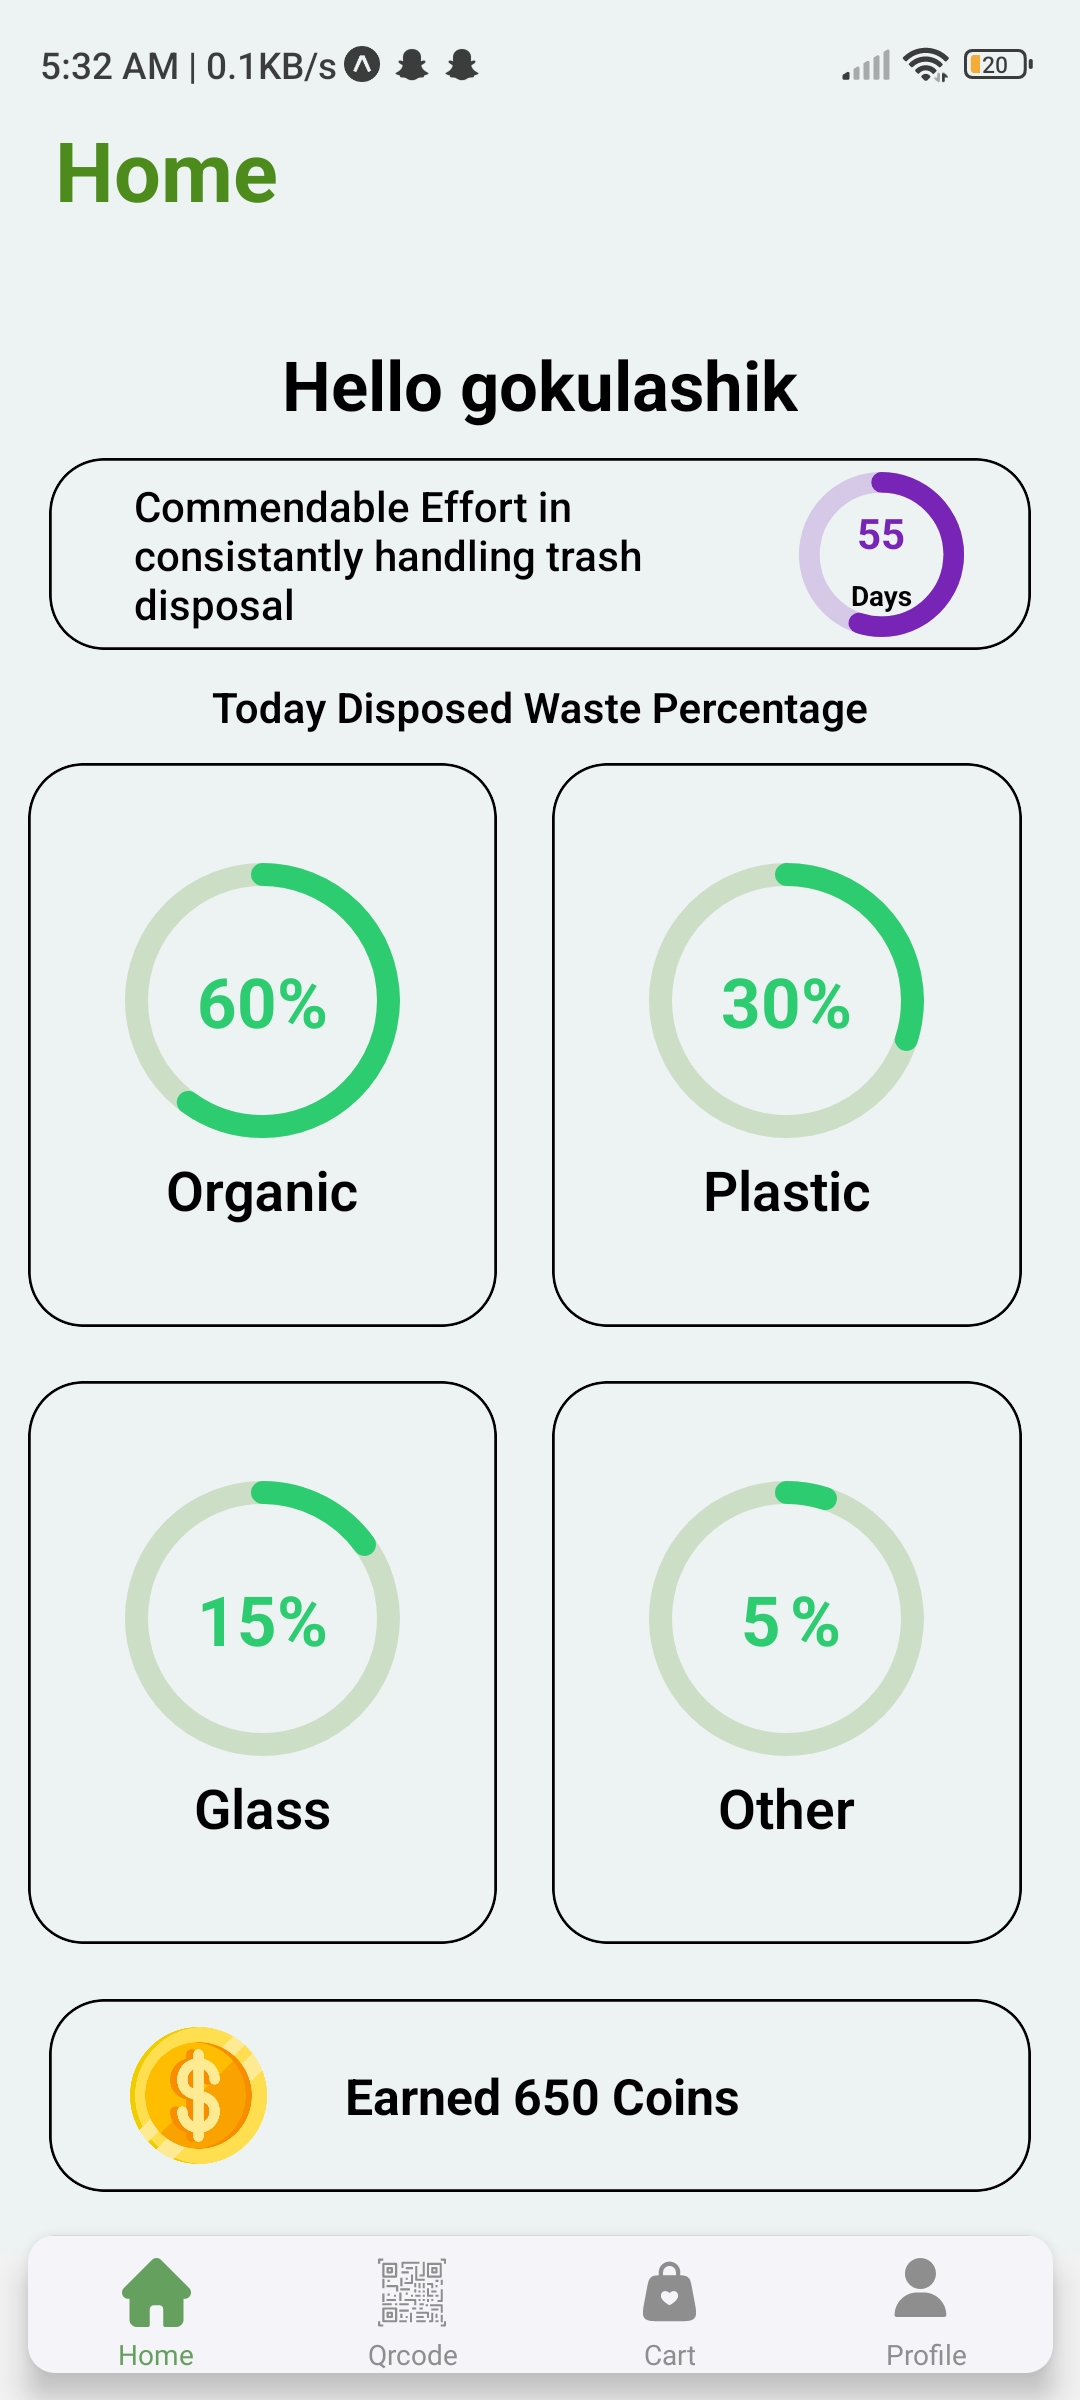 5:32 AM | 0.1KB/s
20
Home
Hello gokulashik
Commendable Effort in
consistantly handling trash
disposal
55
Days
Today Disposed Waste Percentage
60%
30%
Organic
Plastic
15%
5 %
Glass
Other
$
Earned 650 Coins
Home
Qrcode
Cart
Profile